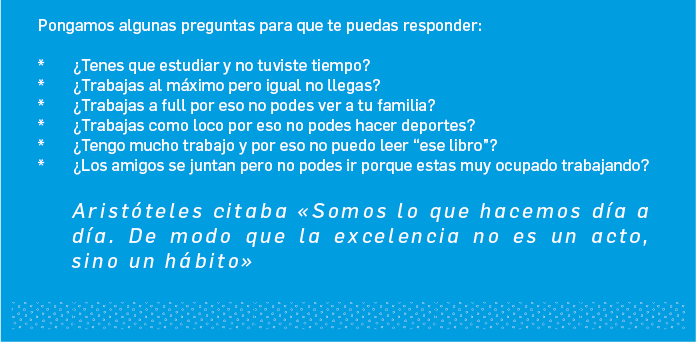 Pongamos algunas preguntas para que te puedas responder:
* ¿Tenes que estudiar y no tuviste tiempo?
* ¿Trabajas al máximo pero igual no llegas?
* ¿Trabajas a full por eso no podes ver a tu familia?
* ¿Trabajas como loco por eso no podes hacer deportes?
* ¿Tengo mucho trabajo y por eso no puedo leer “ese libro”?
* ¿Los amigos se juntan pero no podes ir porque estas muy ocupado trabajando?
Aristóteles citaba «Somos lo que hacemos día a
día. De modo que la excelencia no es un acto,
sino un hábito»